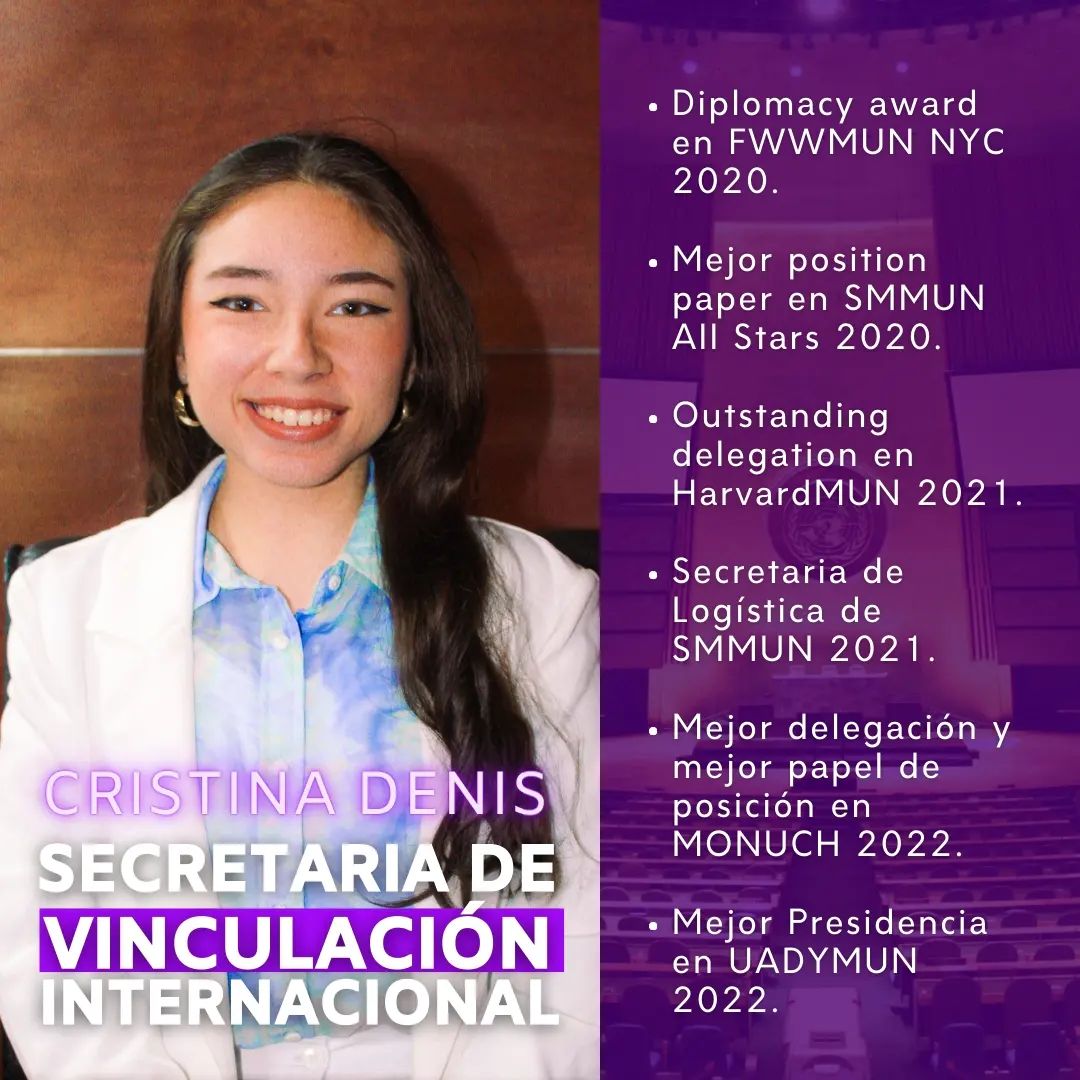 CRISTINA DENIS
SECRETARIA DE
VINCULACIÓN
INTERNACIONAL
• Diplomacy award
en FWWMUN NYC
2020.
• Mejor position
paper en SMMUN
All Stars 2020.
• Outstanding
delegation en
HarvardMUN 2021.
• Secretaria de
Logística de
SMMUN 2021.
• Mejor delegación y
mejor papel de
posición en
MONUCH 2022.
• Mejor Presidencia
en UADYMUN
2022.